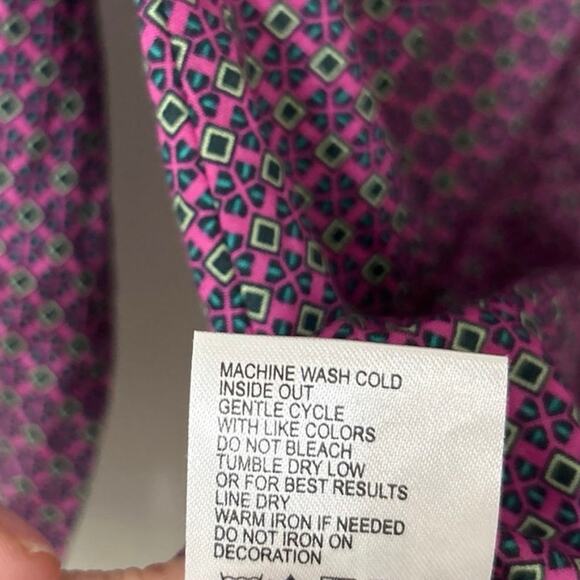 MACHINE WASH COLD
INSIDE OUT
GENTLE CYCLE
WITH LIKE COLORS
DO NOT BLEACH
TUMBLE DRY LOW
OR FOR BEST RESULTS
LINE DRY
WARM IRON IF NEEDED
DO NOT IRON ON
DECORATION